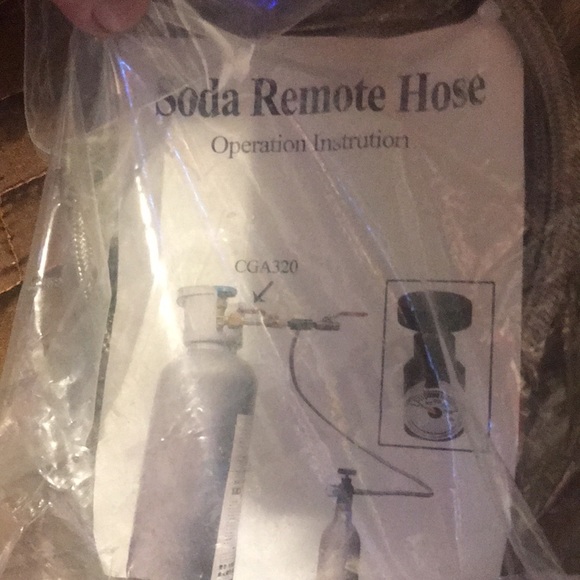 Soda Remote Hose
Operation Instrution
CGA320